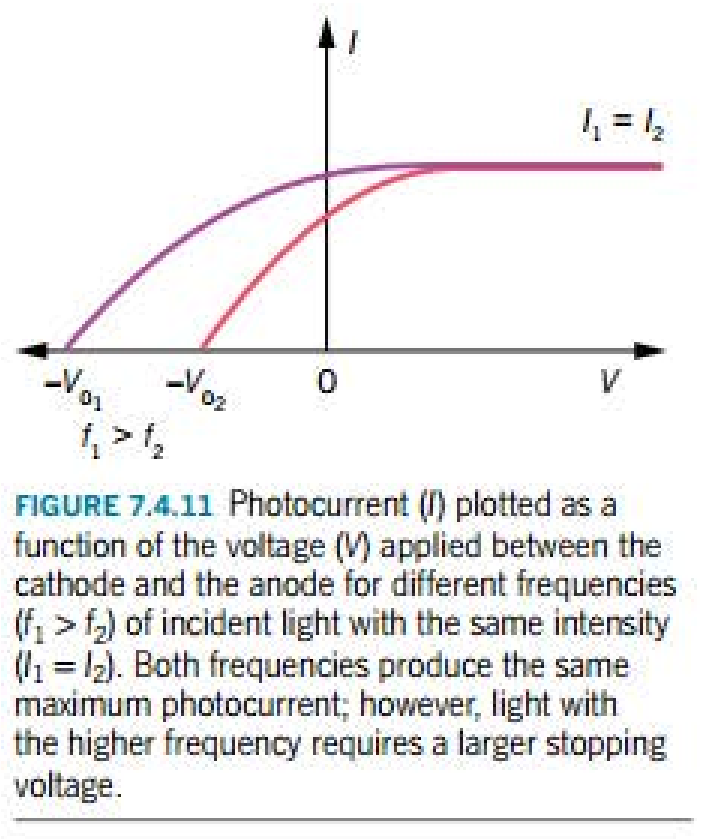 I
I₁ = I₂
–V₀₁ –V₀₂ 0 V
f₁ > f₂
FIGURE 7.4.11 Photocurrent (I) plotted as a
function of the voltage (V) applied between the
cathode and the anode for different frequencies
(f₁ > f₂) of incident light with the same intensity
(I₁ = I₂). Both frequencies produce the same
maximum photocurrent; however, light with
the higher frequency requires a larger stopping
voltage.